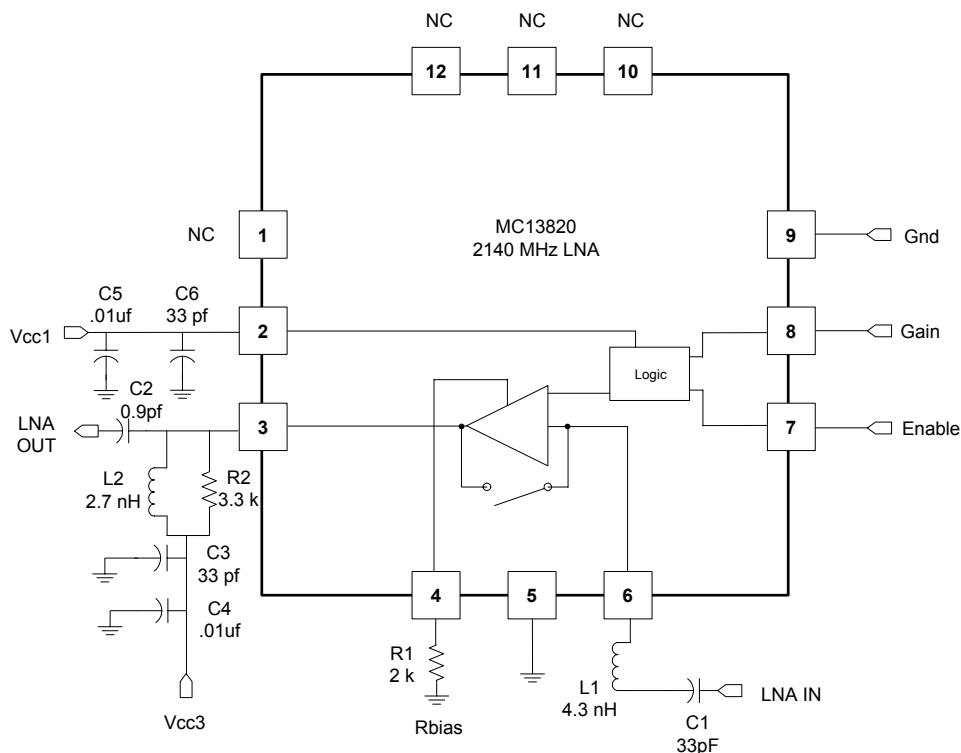 NC
NC
NC
12
11
10
MC13820
2140 MHz LNA
NC
1
9
Gnd
C5
.01uf
C6
33 pf
Vcc1
2
8
Gain
Logic
C2
0.9pf
LNA
OUT
3
7
Enable
L2
2.7 nH
R2
3.3 k
C3
33 pf
C4
.01uf
4
5
6
R1
2 k
L1
4.3 nH
LNA IN
C1
33pF
Vcc3
Rbias